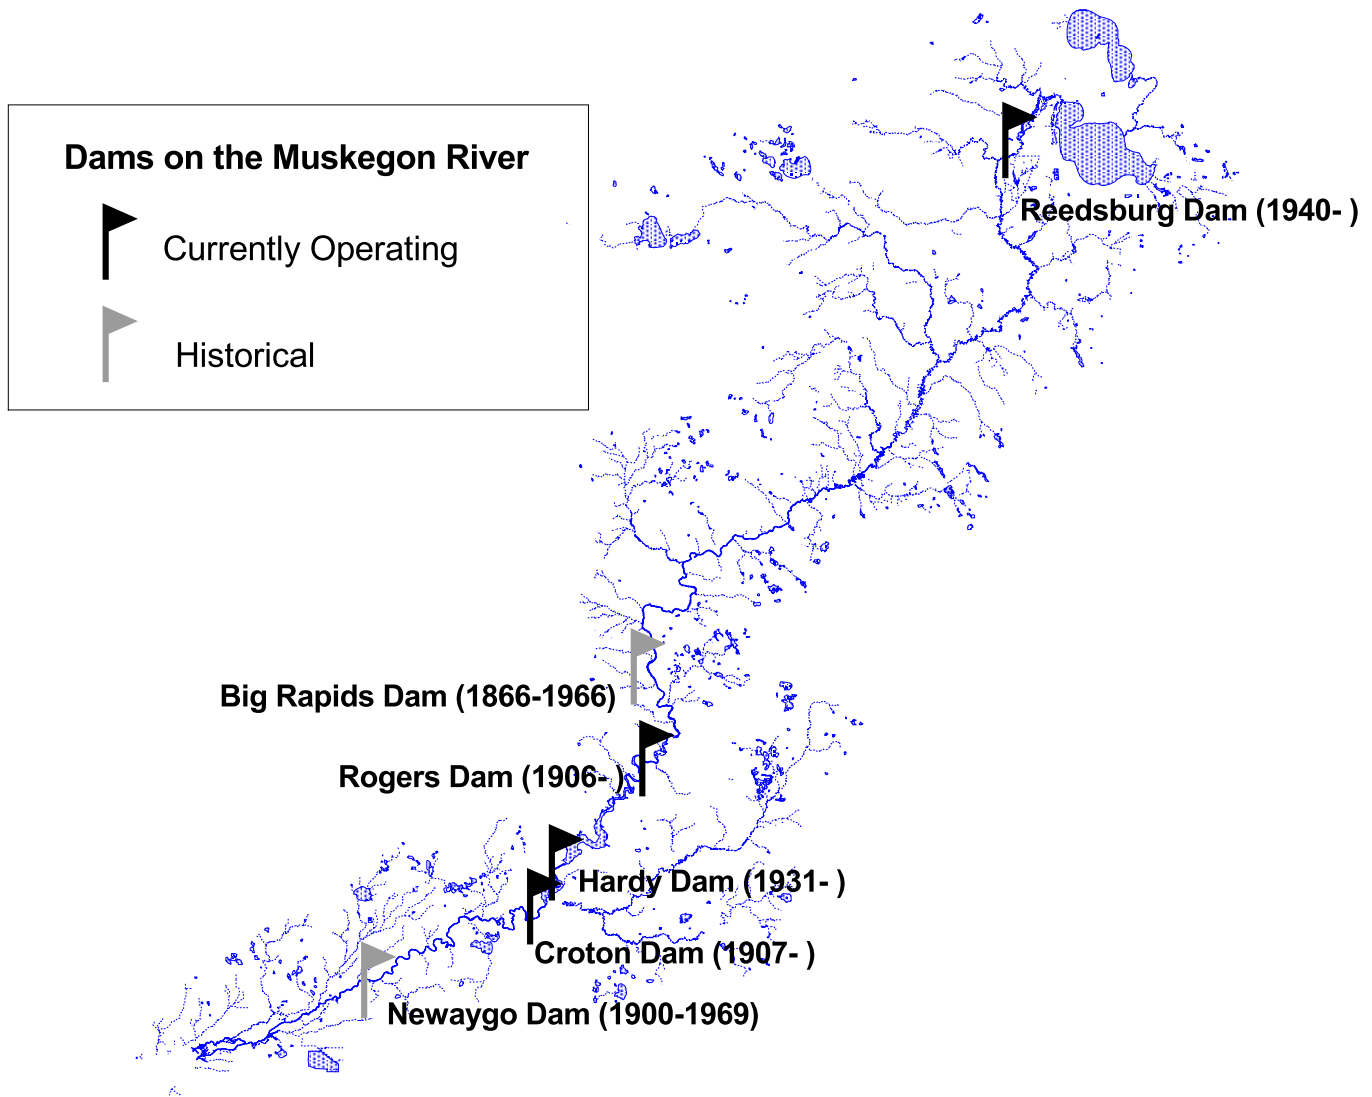 Dams on the Muskegon River
Currently Operating
Historical
Reedsburg Dam (1940- )
Big Rapids Dam (1866-1966)
Rogers Dam (1906- )
Hardy Dam (1931- )
Croton Dam (1907- )
Newaygo Dam (1900-1969)